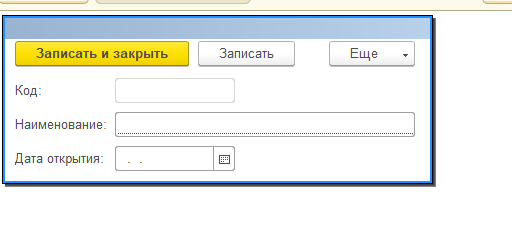 Записать и закрыть Записать Еще
Код:
Наименование:
Дата открытия: . .